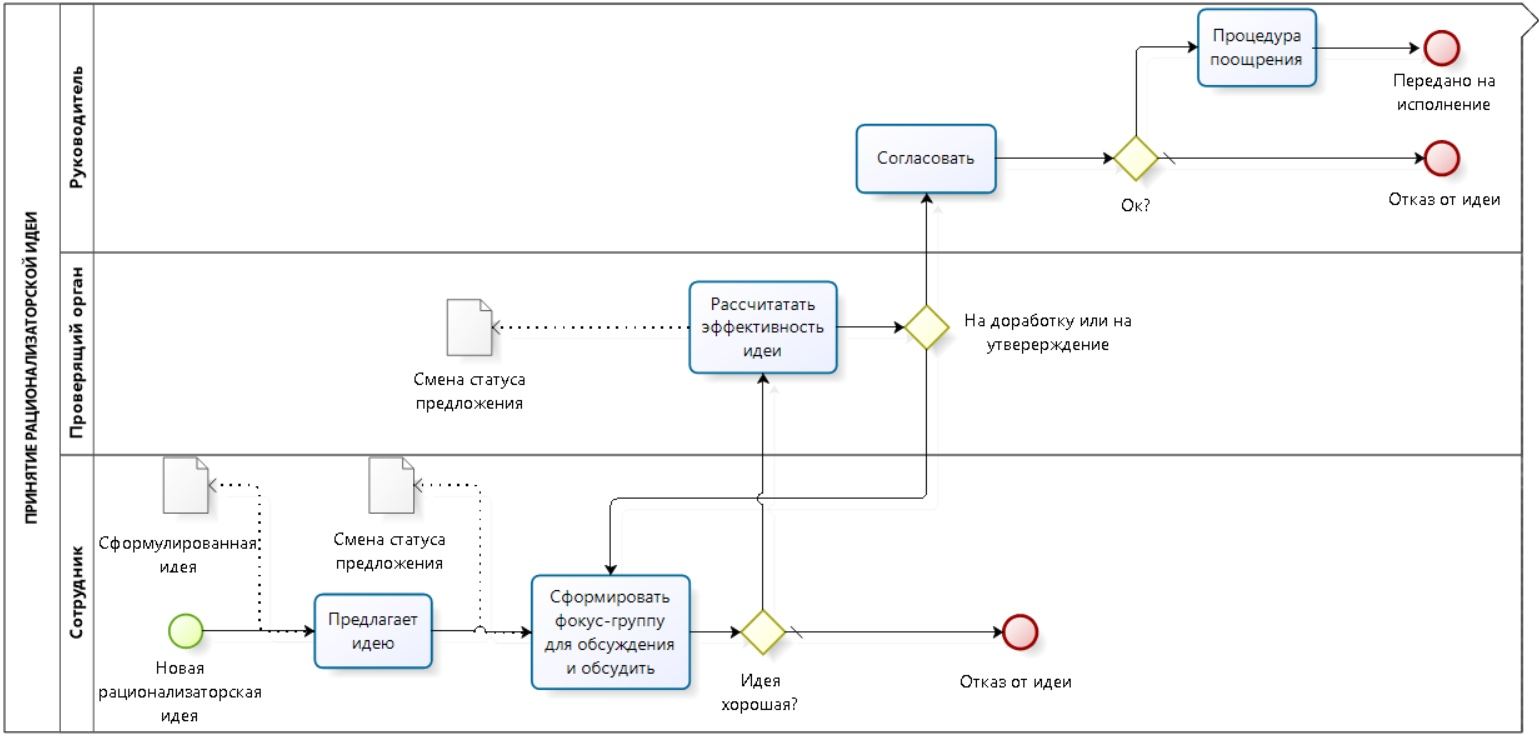 ПРИНЯТИЕ РАЦИОНАЛИЗАТОРСКОЙ ИДЕИ
Руководитель
Процедура
поощрения
Передано на
исполнение
Согласовать
Ок?
Отказ от идеи
Проверящий орган
Рассчитатать
эффективность
идеи
На доработку или на
утверерждение
Смена статуса
предложения
Сотрудник
Сформулированная
идея
Смена статуса
предложения
Новая
рационализаторская
идея
Предлагает
идею
Сформировать
фокус-группу
для обсуждения
и обсудить
Идея
хорошая?
Отказ от идеи